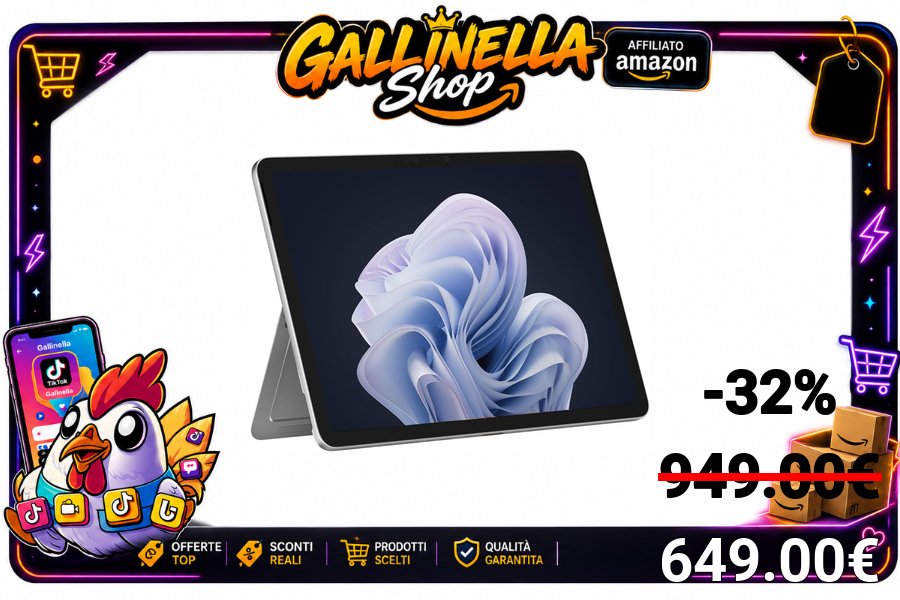 GALLINELLA
Shop
AFFILIATO
amazon
Gallinella
TikTok
Gallinella
-32%
949.00€
649.00€
OFFERTE
TOP
SCONTI
REALI
PRODOTTI
SCELTI
QUALITÀ
GARANTITA